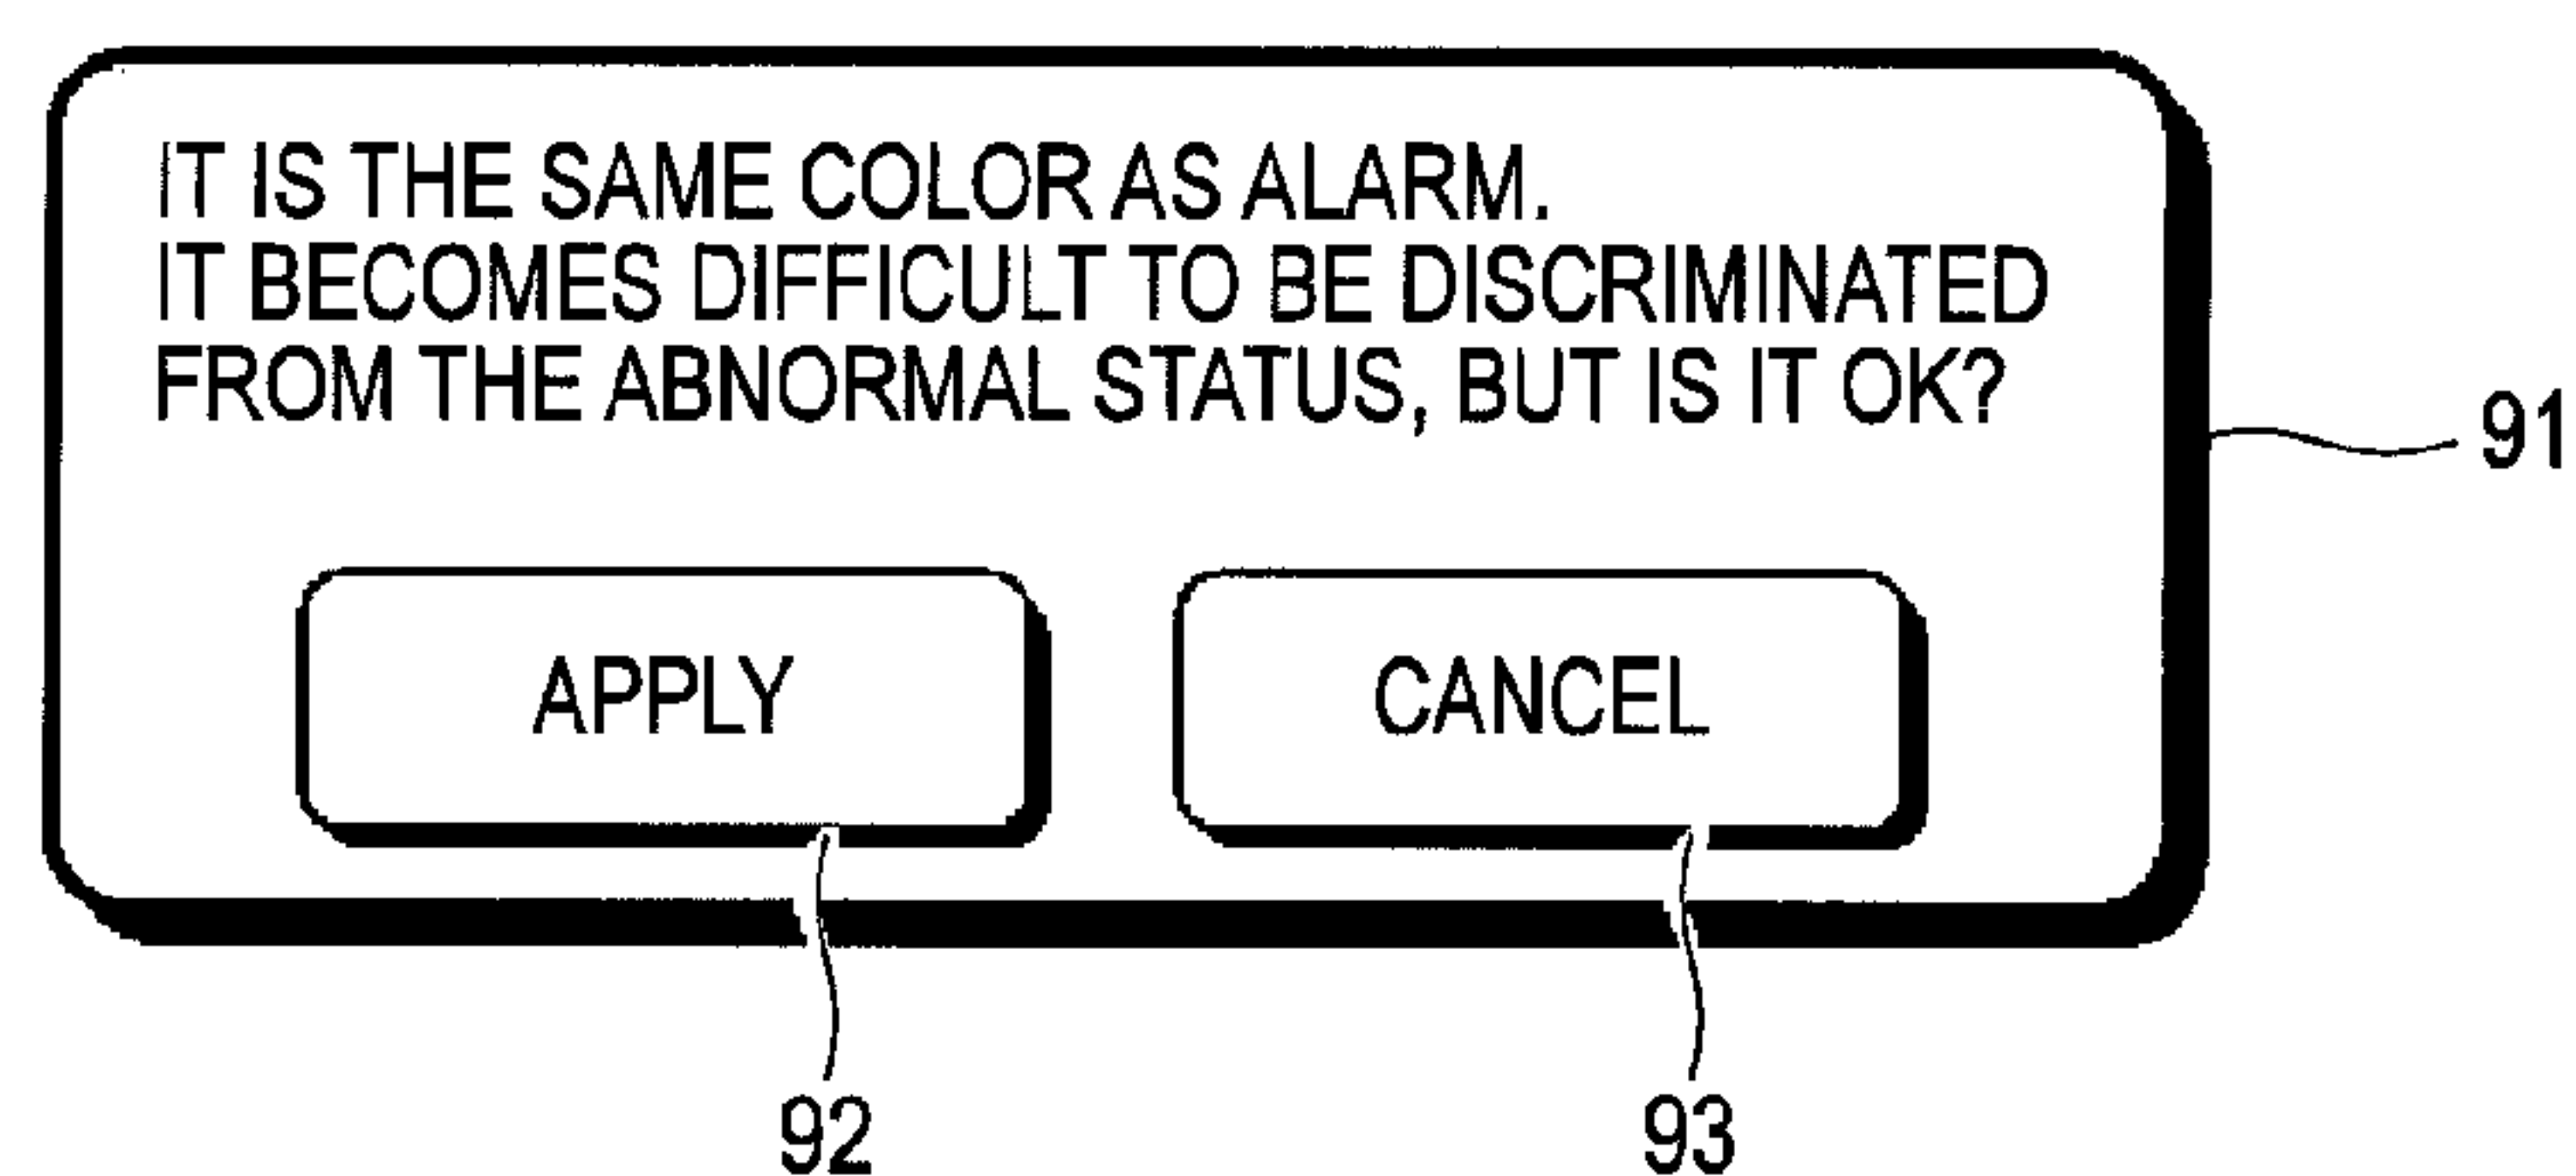 IT IS THE SAME COLOR AS ALARM.
IT BECOMES DIFFICULT TO BE DISCRIMINATED
FROM THE ABNORMAL STATUS, BUT IS IT OK?
91
APPLY CANCEL
92 93